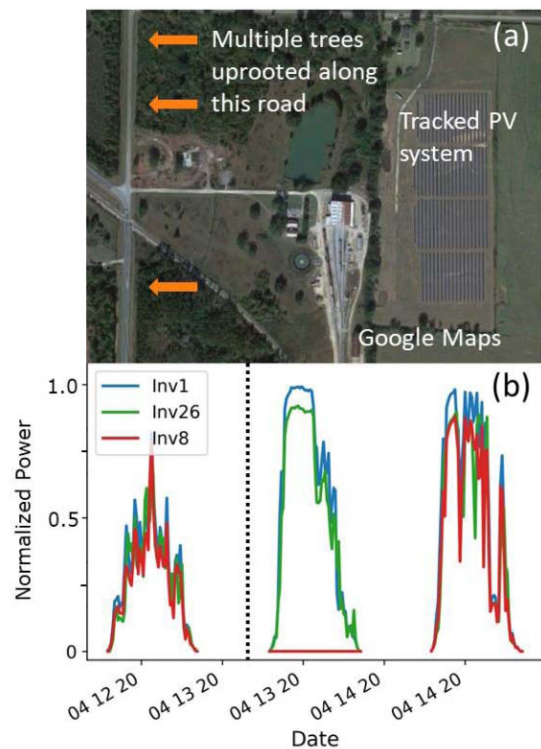 (a)
Multiple trees
uprooted along
this road
Tracked PV
system
Google Maps
(b)
Inv1
Inv26
Inv8
Normalized Power
1.0
0.5
0
04 12 20
04 13 20
04 13 20
04 14 20
04 14 20
Date